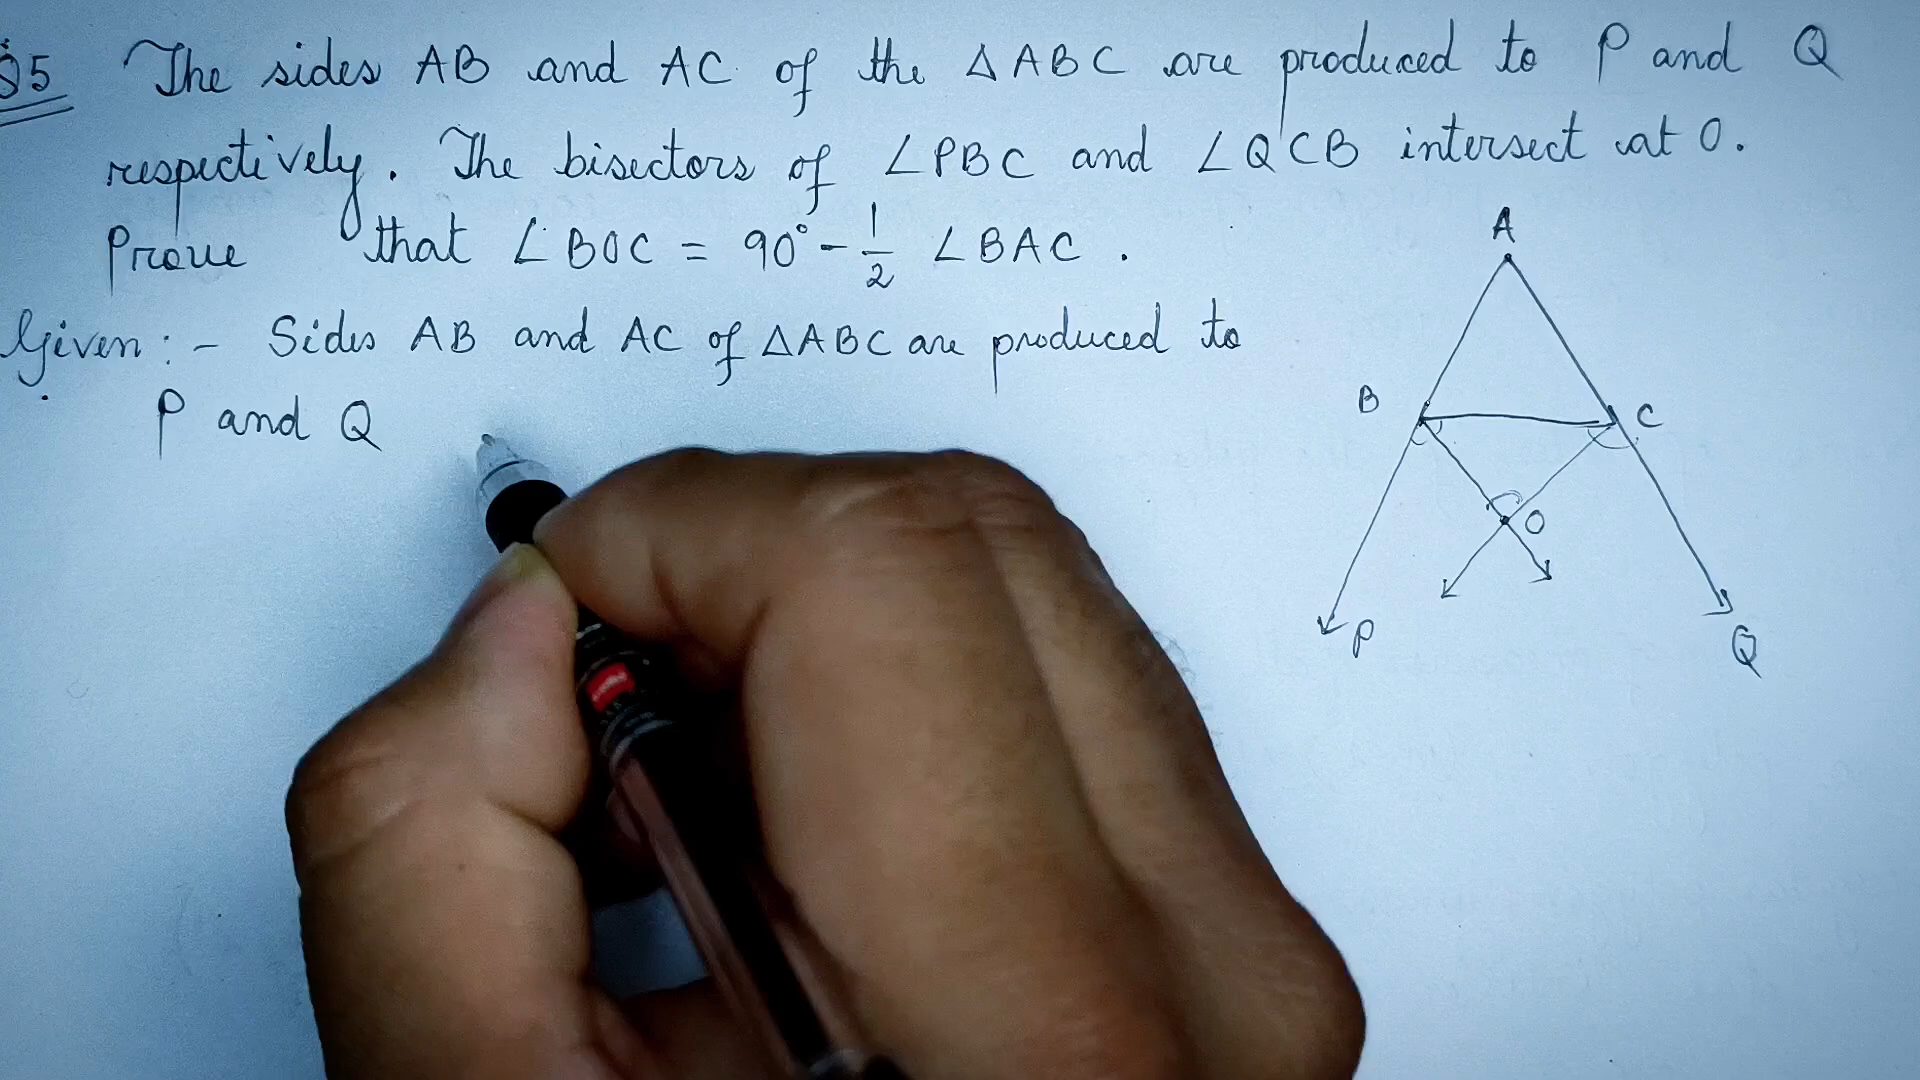 Q5 The sides AB and AC of the △ABC are produced to P and Q
respectively. The bisectors of ∠PBC and ∠QCB intersect at O.
Prove that ∠BOC = 90° - 1/2 ∠BAC.
Given :- Sides AB and AC of △ABC are produced to
P and Q
A
B
C
O
P
Q